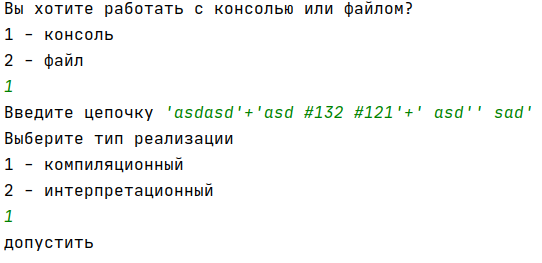 Вы хотите работать с консолью или файлом?
1 – консоль
2 – файл
1
Введите цепочку 'asdasd'+'asd #132 #121'+' asd'' sad'
Выберите тип реализации
1 – компиляционный
2 – интерпретационный
1
допустить